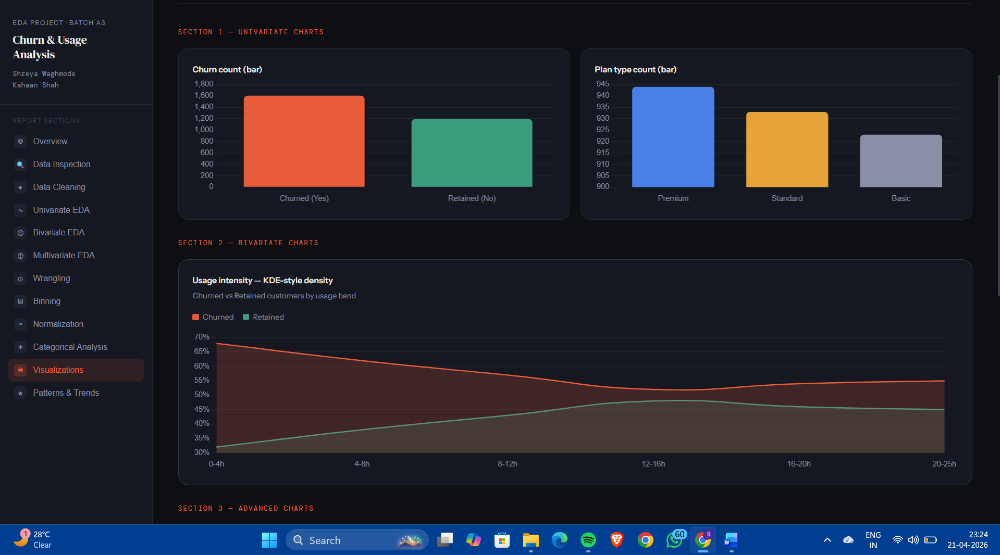 EDA PROJECT · BATCH A3
Churn & Usage
Analysis
Shreya Waghmode
Kahaan Shah
REPORT SECTIONS
Overview
Data Inspection
Data Cleaning
Univariate EDA
Bivariate EDA
Multivariate EDA
Wrangling
Binning
Normalization
Categorical Analysis
Visualizations
Patterns & Trends
SECTION 1 — UNIVARIATE CHARTS
Churn count (bar)
1,800
1,600
1,400
1,200
1,000
800
600
400
200
0
Churned (Yes) Retained (No)
Plan type count (bar)
945
940
935
930
925
920
915
910
905
900
Premium Standard Basic
SECTION 2 — BIVARIATE CHARTS
Usage intensity — KDE-style density
Churned vs Retained customers by usage band
Churned Retained
70%
65%
60%
55%
50%
45%
40%
35%
30%
0-4h 4-8h 8-12h 12-16h 16-20h 20-25h
SECTION 3 — ADVANCED CHARTS
1
28°C
Clear
Search
60
S
W
ENG
IN
23:24
21-04-2026